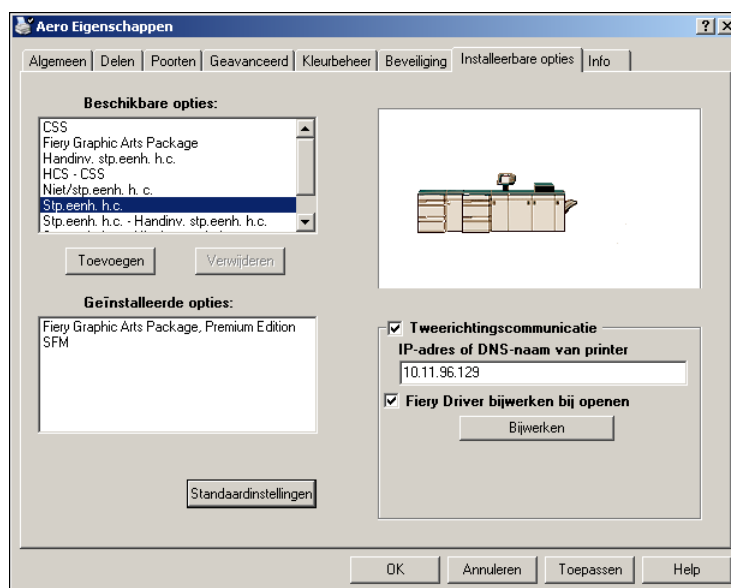 Aero Eigenschappen
Algemeen Delen Poorten Geavanceerd Kleurbeheer Beveiliging Installeerbare opties Info
Beschikbare opties:
CSS
Fiery Graphic Arts Package
Handinv. stp.eenh. h.c.
HCS - CSS
Niet/stp.eenh. h. c.
Stp.eenh. h.c.
Stp.eenh. h.c. - Handinv. stp.eenh. h.c.
Toevoegen Verwijderen
Geïnstalleerde opties:
Fiery Graphic Arts Package, Premium Edition
SFM
Standaardinstellingen
Tweerichtingscommunicatie
IP-adres of DNS-naam van printer
10.11.96.129
Fiery Driver bijwerken bij openen
Bijwerken
OK Annuleren Toepassen Help